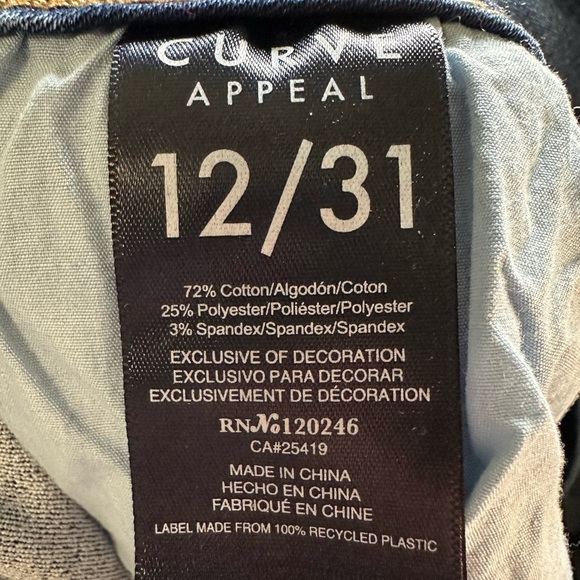 CURVE
APPEAL
12/31
72% Cotton/Algodón/Coton
25% Polyester/Poliéster/Polyester
3% Spandex/Spandex/Spandex
EXCLUSIVE OF DECORATION
EXCLUSIVO PARA DECORAR
EXCLUSIVEMENT DE DÉCORATION
RN№120246
CA#25419
MADE IN CHINA
HECHO EN CHINA
FABRIQUÉ EN CHINE
LABEL MADE FROM 100% RECYCLED PLASTIC